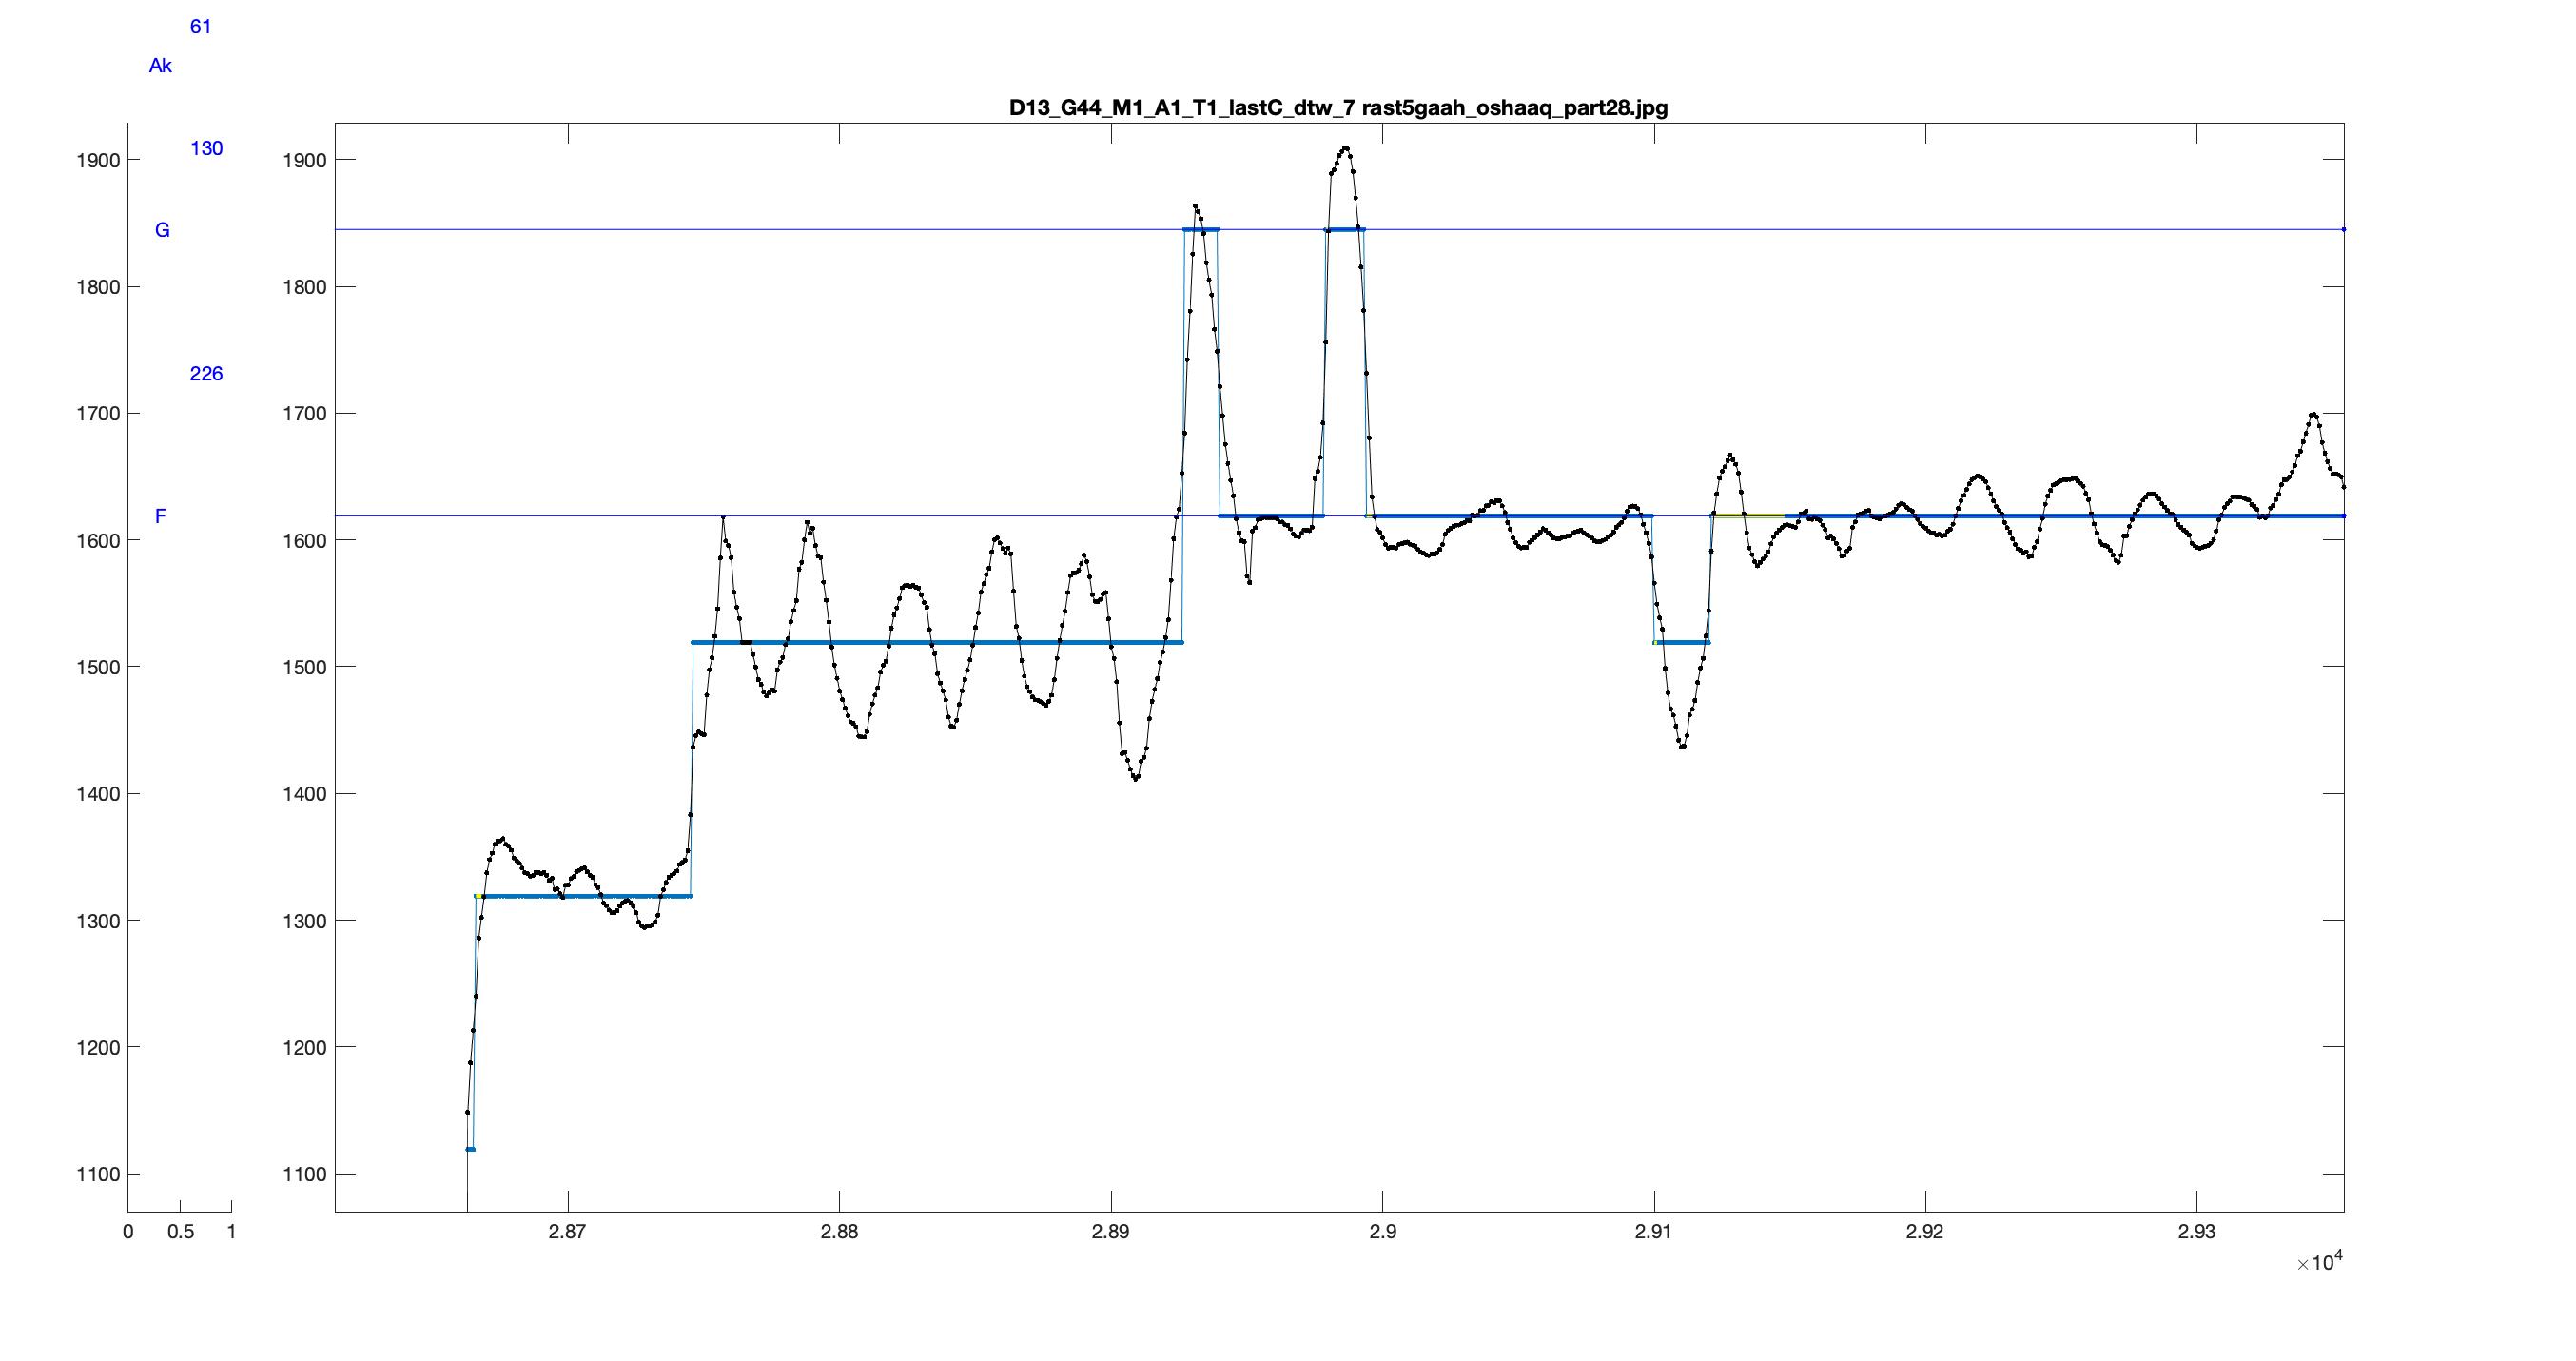 61
Ak
D13_G44_M1_A1_T1_lastC_dtw_7 rast5gaah_oshaaq_part28.jpg
130
1900 1900
G
1800 1800
226
1700 1700
F
1600 1600
1500 1500
1400 1400
1300 1300
1200 1200
1100 1100
0 0.5 1 2.87 2.88 2.89 2.9 2.91 2.92 2.93
×10⁴